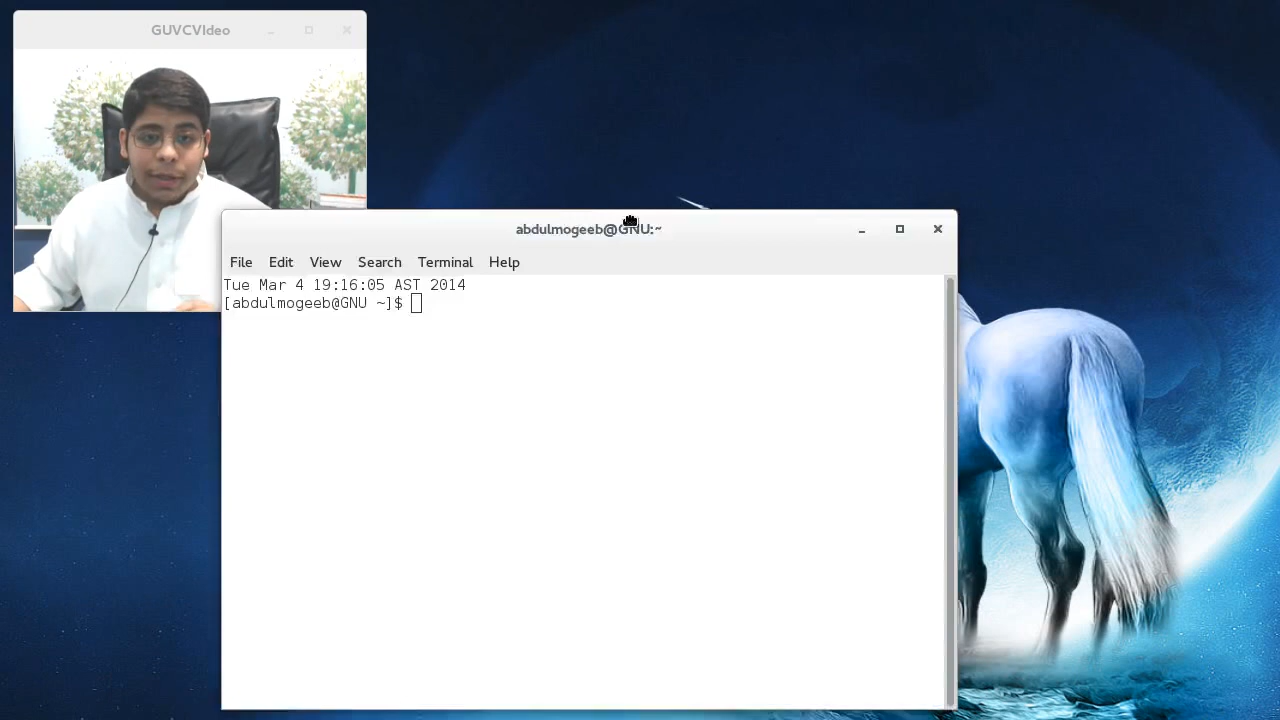 GUVCVIdeo
abdulmogeeb@GNU:~
File Edit View Search Terminal Help
Tue Mar 4 19:16:05 AST 2014
[abdulmogeeb@GNU ~]$